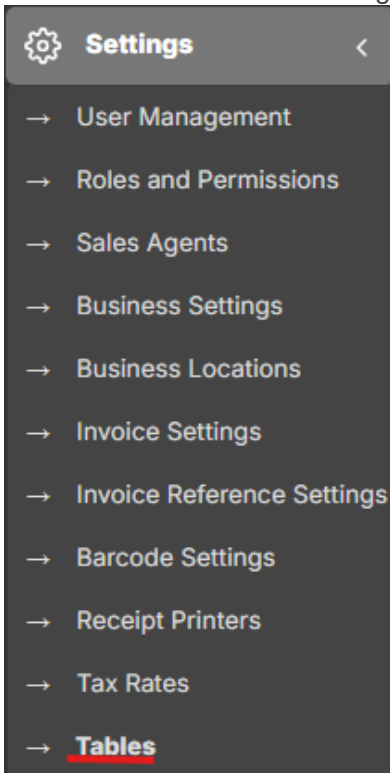 Settings
→ User Management
→ Roles and Permissions
→ Sales Agents
→ Business Settings
→ Business Locations
→ Invoice Settings
→ Invoice Reference Settings
→ Barcode Settings
→ Receipt Printers
→ Tax Rates
→ Tables